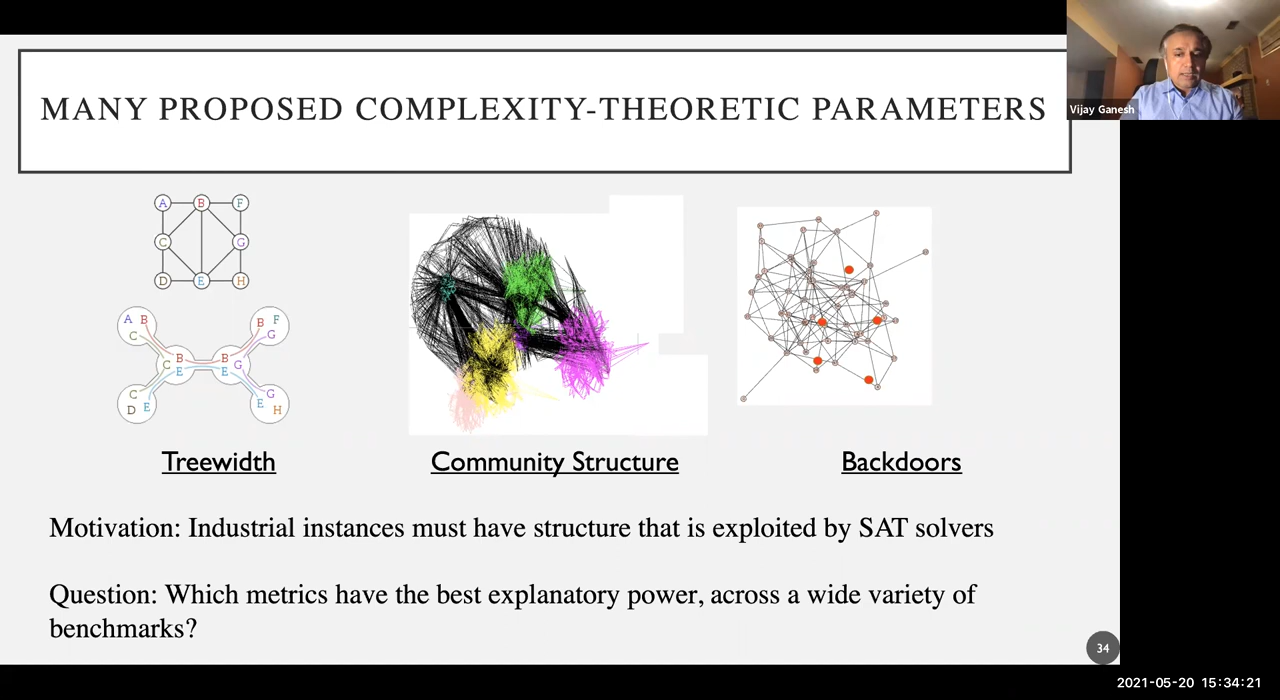 MANY PROPOSED COMPLEXITY-THEORETIC PARAMETERS
Vijay Ganesh
A B F
C G
D E H
A B
C
B F
G
B
C
E
B
G
E
C
D E
G
E H
Treewidth
Community Structure
Backdoors
Motivation: Industrial instances must have structure that is exploited by SAT solvers
Question: Which metrics have the best explanatory power, across a wide variety of
benchmarks?
34
2021-05-20 15:34:21